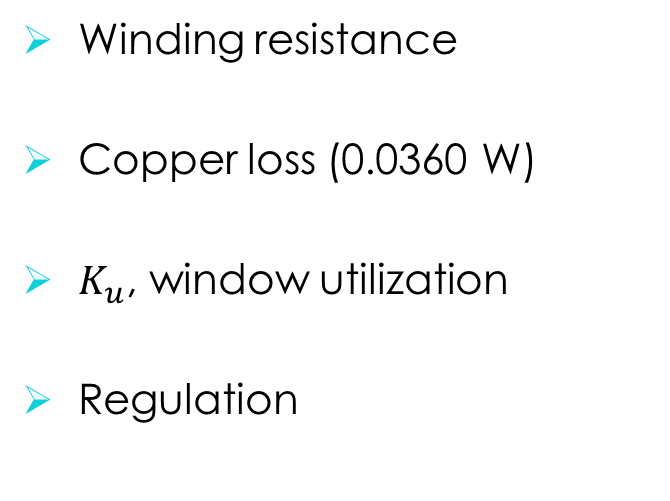 Winding resistance
Copper loss (0.0360 W)
𝐾ᵤ, window utilization
Regulation